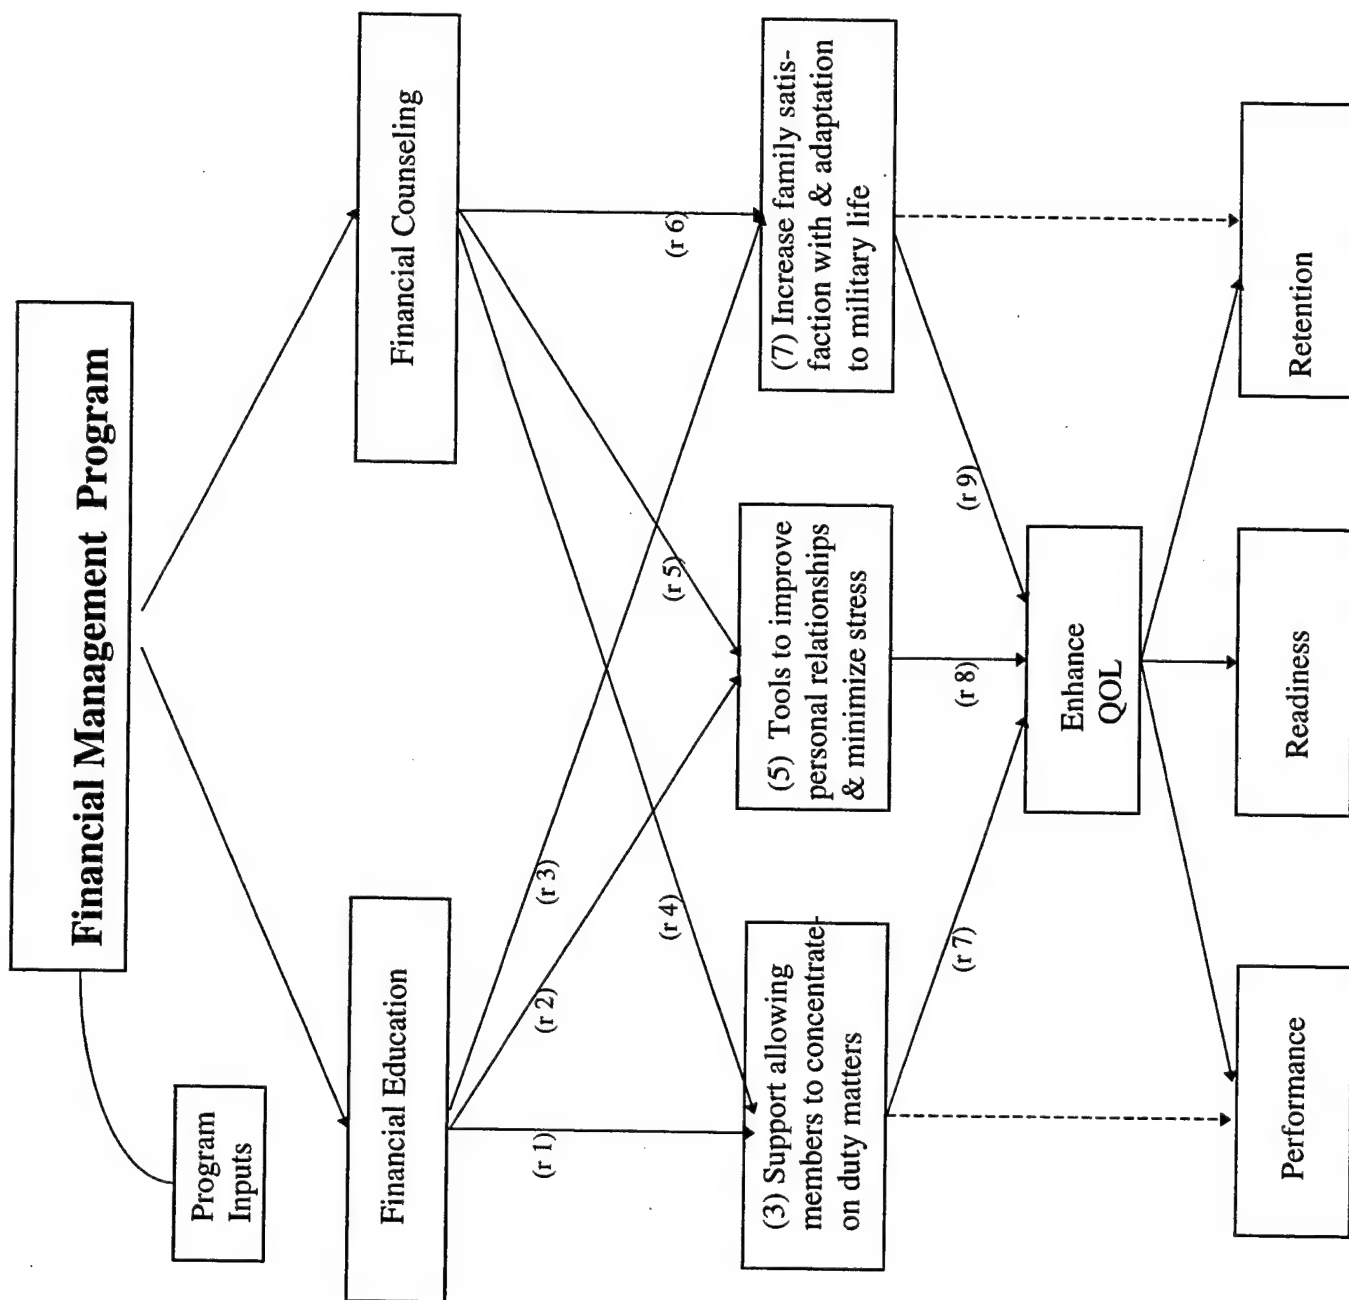 Financial Management Program
Program
Inputs
Financial Education
Financial Counseling
(r 1)
(r 2)
(r 3)
(r 4)
(r 5)
(r 6)
(3) Support allowing
members to concentrate
on duty matters
(5) Tools to improve
personal relationships
& minimize stress
(7) Increase family satis-
faction with & adaptation
to military life
(r 7)
(r 8)
(r 9)
Enhance
QOL
Performance
Readiness
Retention